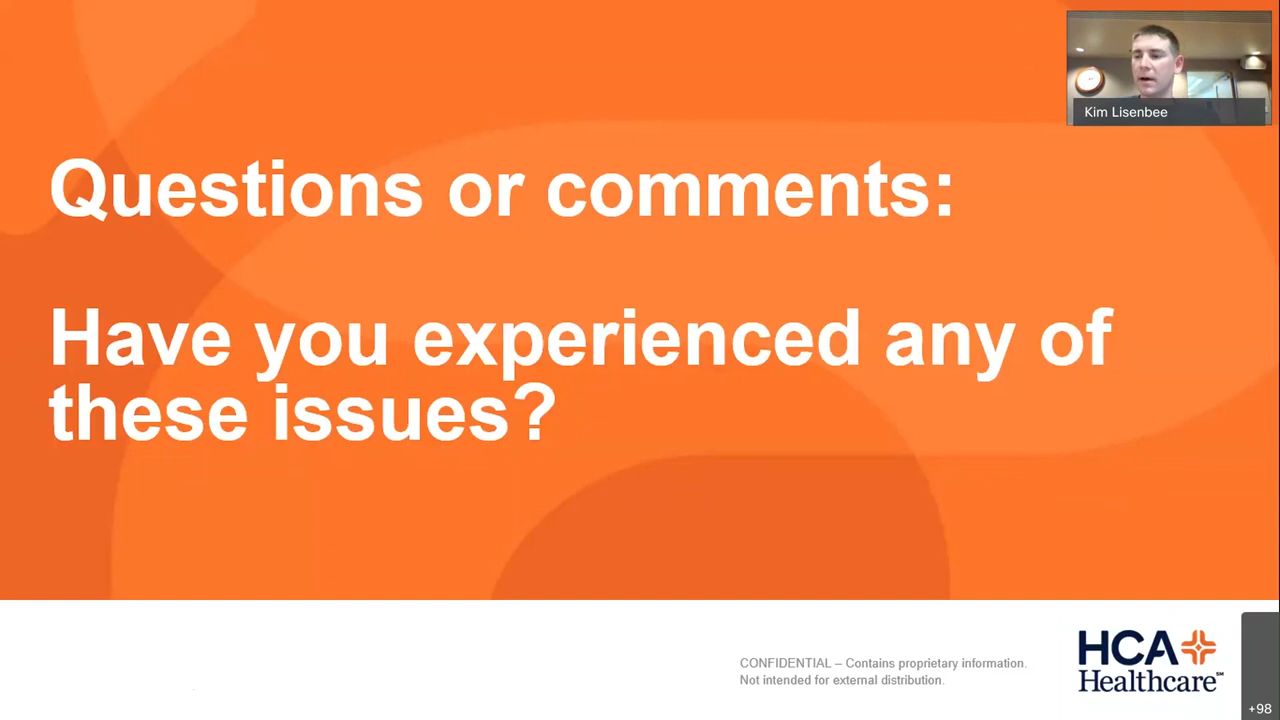 Kim Lisenbee
Questions or comments:
Have you experienced any of
these issues?
CONFIDENTIAL – Contains proprietary information.
Not intended for external distribution.
HCA
Healthcare℠
+98